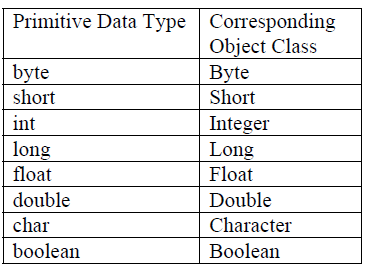 Primitive Data Type Corresponding
Object Class
byte Byte
short Short
int Integer
long Long
float Float
double Double
char Character
boolean Boolean